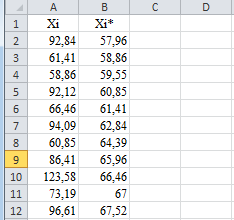 A B C D
1 Xi Xi*
2 92,84 57,96
3 61,41 58,86
4 58,86 59,55
5 92,12 60,85
6 66,46 61,41
7 94,09 62,84
8 60,85 64,39
9 86,41 65,96
10 123,58 66,46
11 73,19 67
12 96,61 67,52